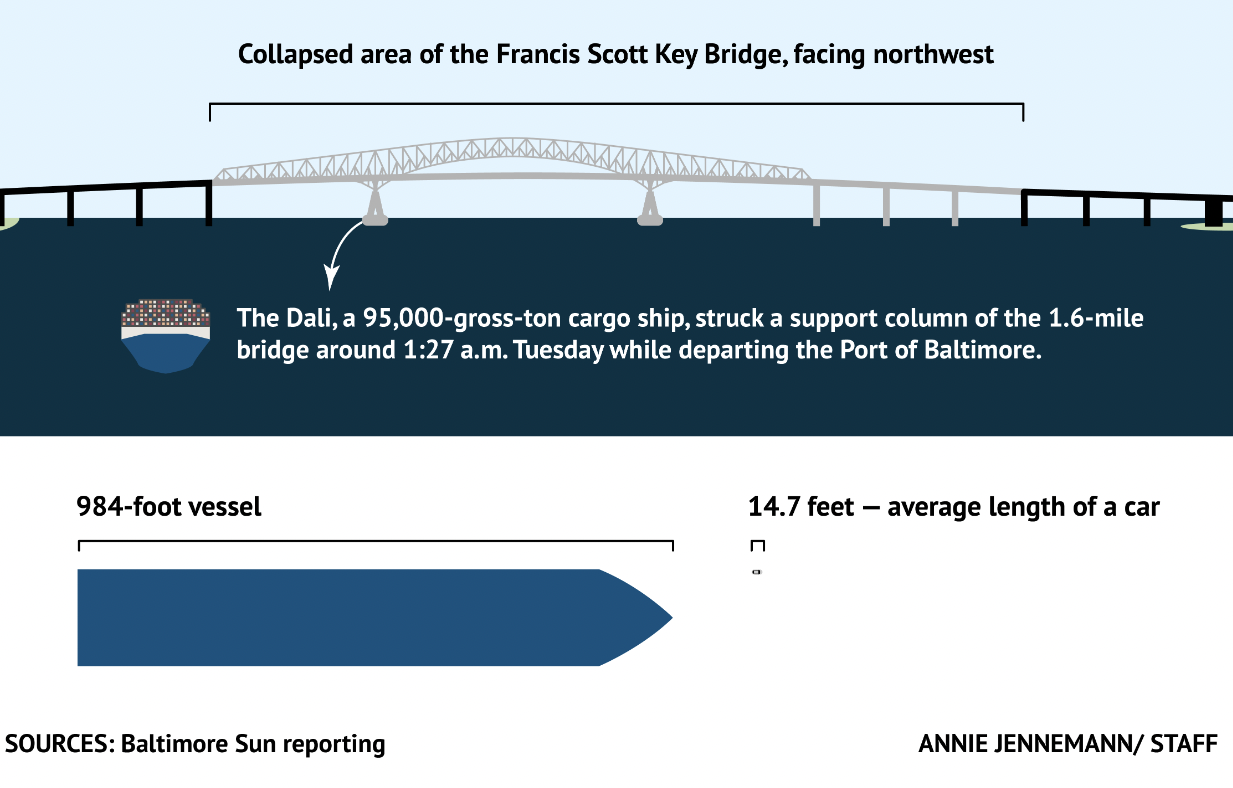 Collapsed area of the Francis Scott Key Bridge, facing northwest
The Dali, a 95,000-gross-ton cargo ship, struck a support column of the 1.6-mile
bridge around 1:27 a.m. Tuesday while departing the Port of Baltimore.
984-foot vessel
14.7 feet — average length of a car
SOURCES: Baltimore Sun reporting
ANNIE JENNEMANN/ STAFF